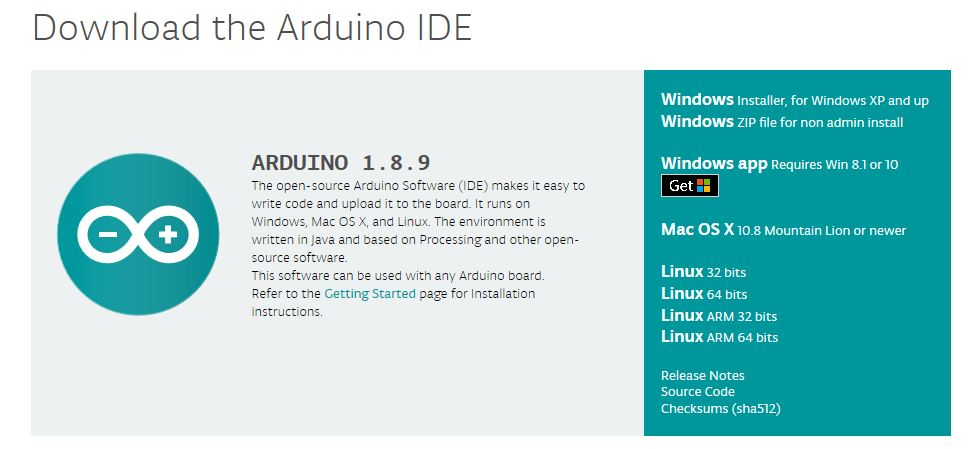 Download the Arduino IDE
ARDUINO 1.8.9
The open-source Arduino Software (IDE) makes it easy to
write code and upload it to the board. It runs on
Windows, Mac OS X, and Linux. The environment is
written in Java and based on Processing and other open-
source software.
This software can be used with any Arduino board.
Refer to the Getting Started page for Installation
instructions.
Windows Installer, for Windows XP and up
Windows ZIP file for non admin install
Windows app Requires Win 8.1 or 10
Get
Mac OS X 10.8 Mountain Lion or newer
Linux 32 bits
Linux 64 bits
Linux ARM 32 bits
Linux ARM 64 bits
Release Notes
Source Code
Checksums (sha512)